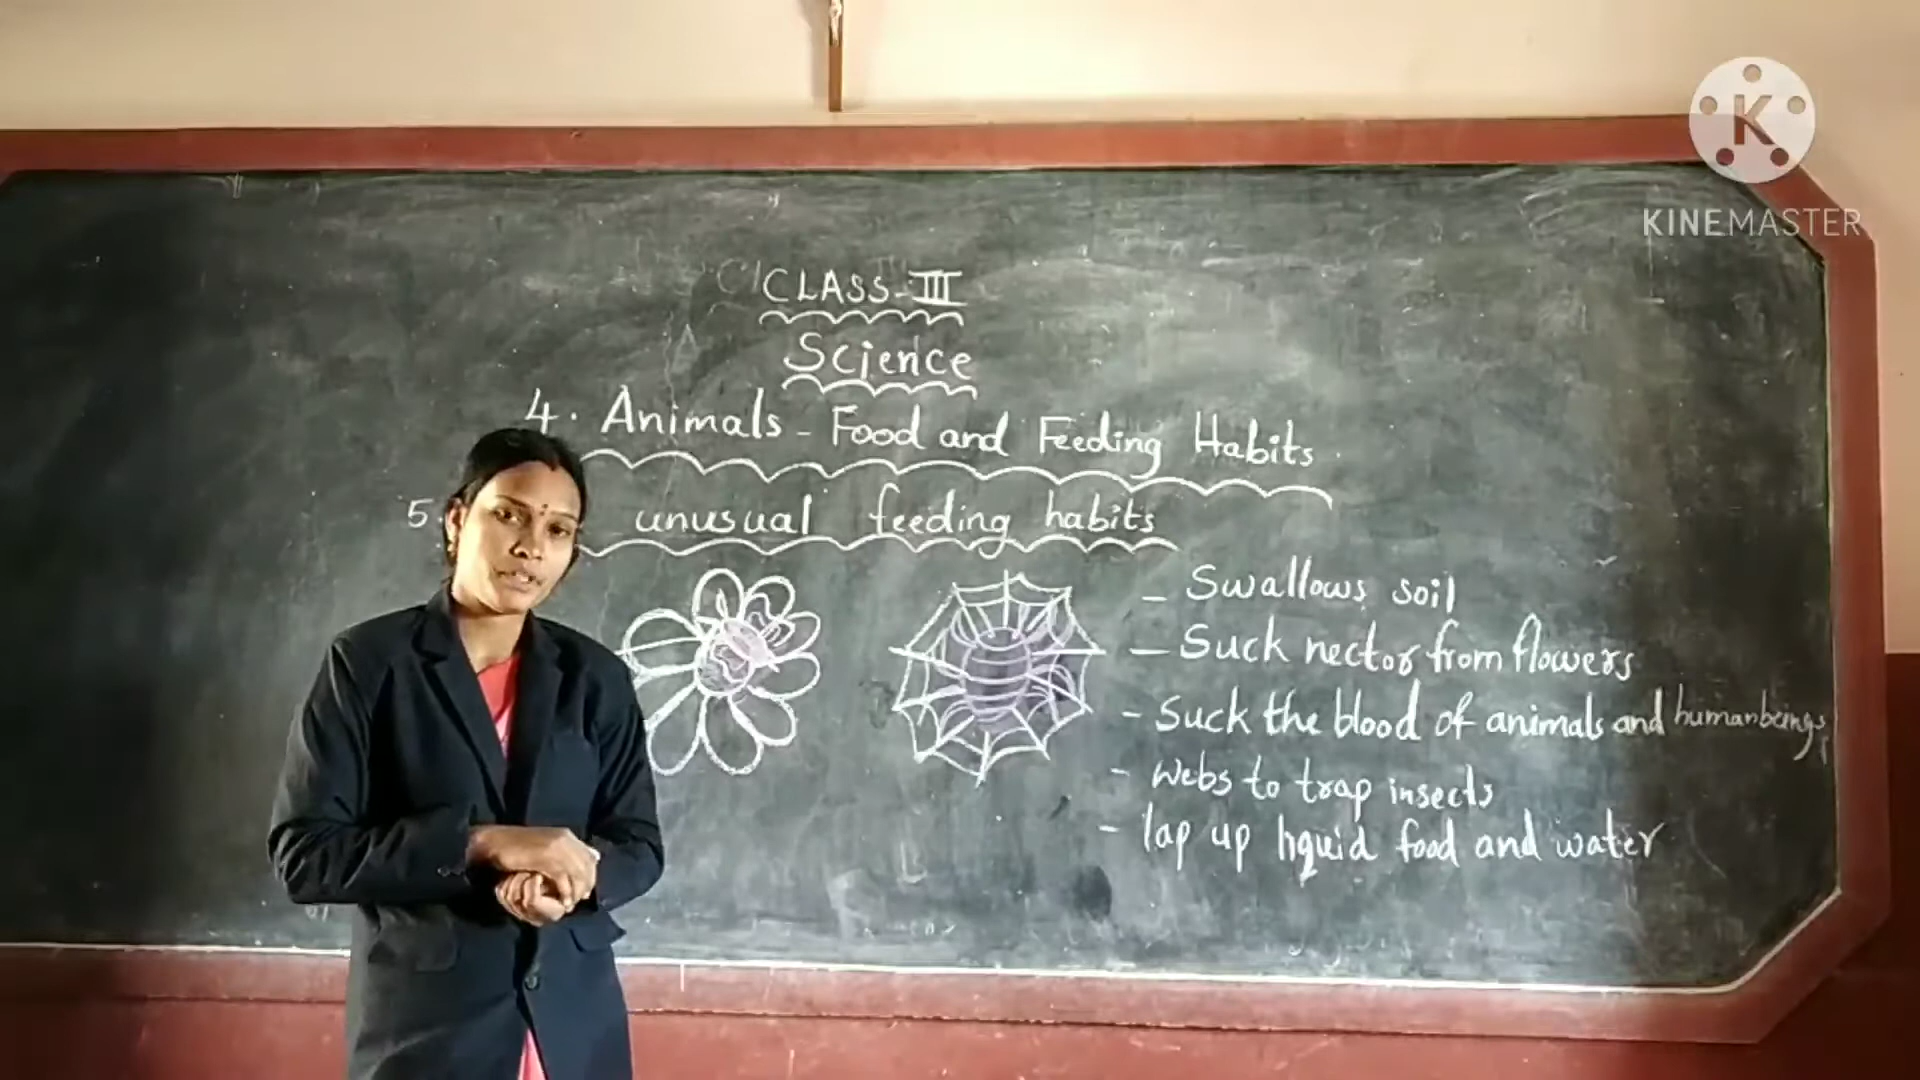 KINEMASTER
CLASS-III
Science
4. Animals - Food and Feeding Habits
5. unusual feeding habits
- Swallows soil
- Suck nector from flowers
- Suck the blood of animals and humanbeings
- webs to trap insects
- lap up liquid food and water